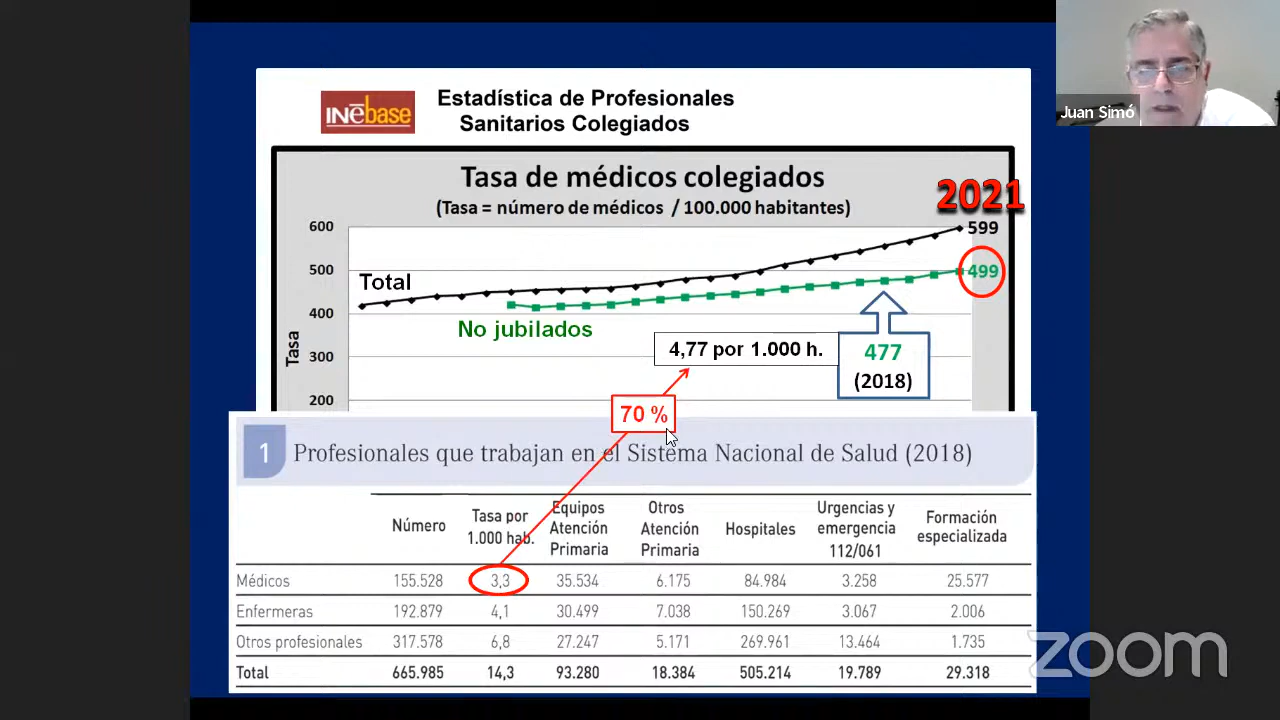 INēbase
Estadística de Profesionales
Sanitarios Colegiados
Juan Simó
Tasa de médicos colegiados
(Tasa = número de médicos / 100.000 habitantes)
2021
600
599
500
499
Total
400
No jubilados
Tasa
300
4,77 por 1.000 h.
477
(2018)
200
70 %
1 Profesionales que trabajan en el Sistema Nacional de Salud (2018)
Número
Tasa por
1.000 hab.
Equipos
Atención
Primaria
Otros
Atención
Primaria
Hospitales
Urgencias y
emergencia
112/061
Formación
especializada
Médicos 155.528 3,3 35.534 6.175 84.984 3.258 25.577
Enfermeras 192.879 4,1 30.499 7.038 150.269 3.067 2.006
Otros profesionales 317.578 6,8 27.247 5.171 269.961 13.464 1.735
Total 665.985 14,3 93.280 18.384 505.214 19.789 29.318
zoom